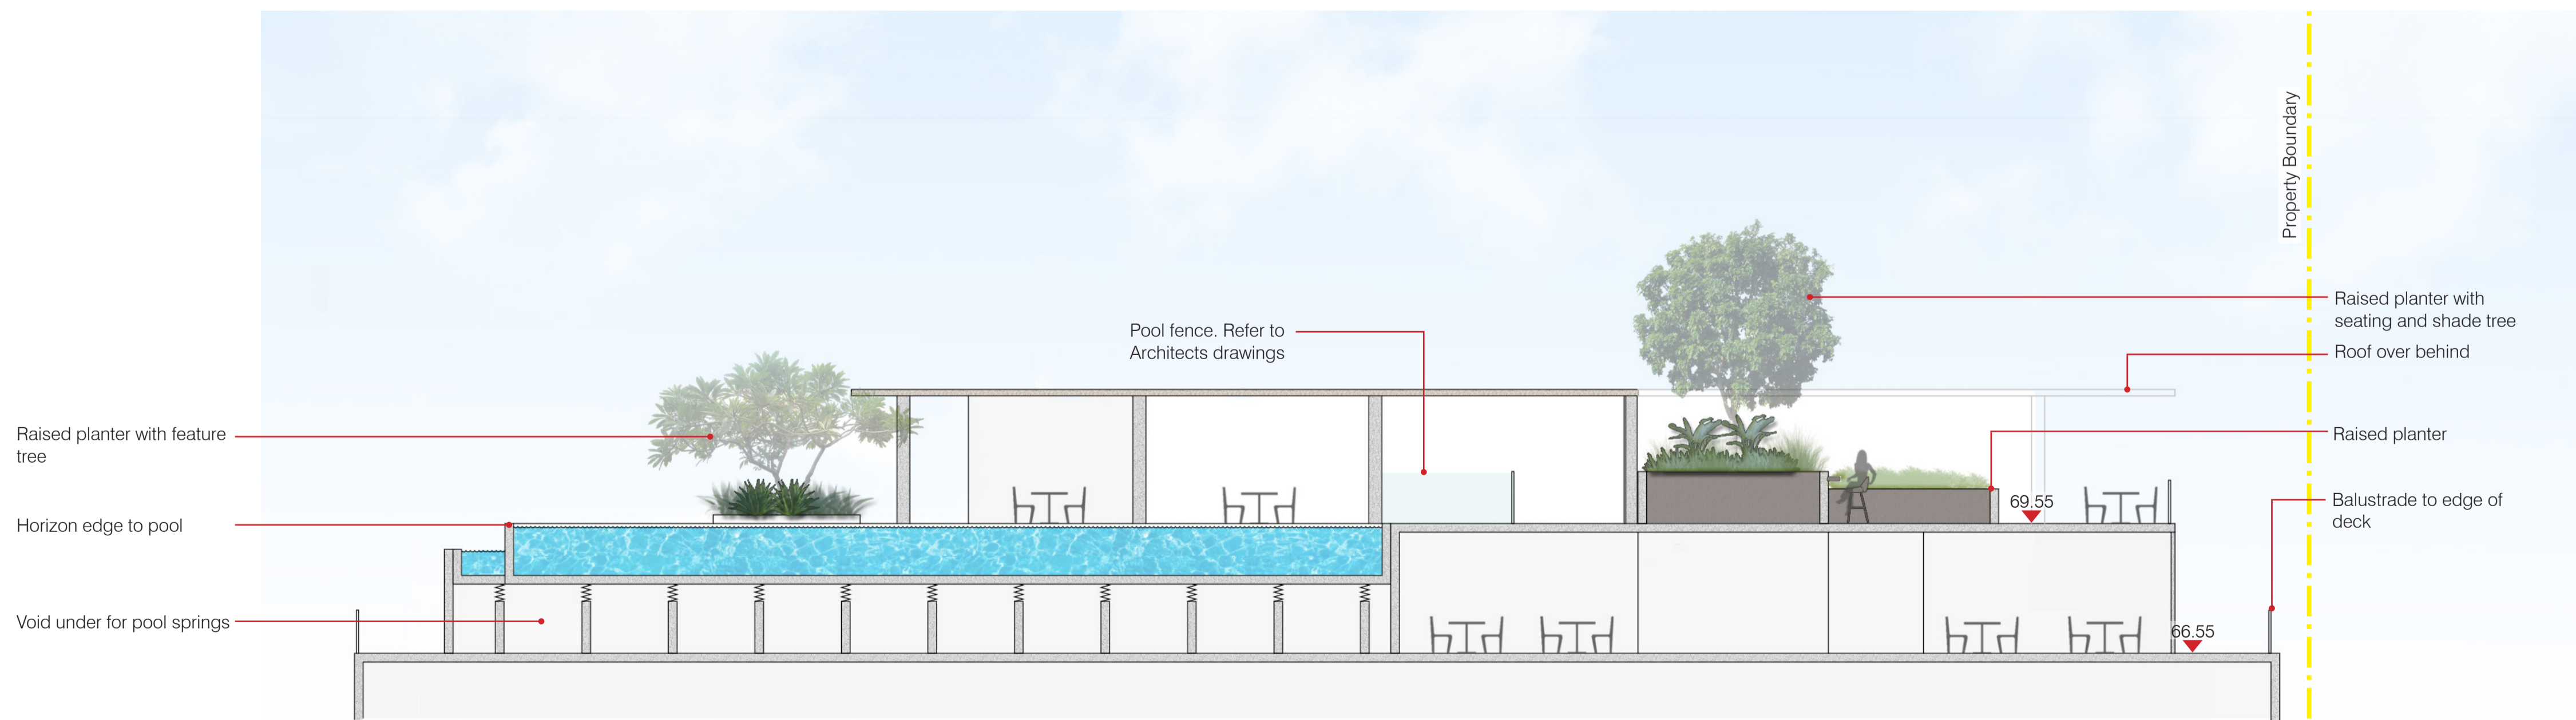 Property Boundary
Raised planter with
seating and shade tree
Pool fence. Refer to
Architects drawings
Roof over behind
Raised planter with feature
tree
Raised planter
69.55
Balustrade to edge of
deck
Horizon edge to pool
Void under for pool springs
66.55